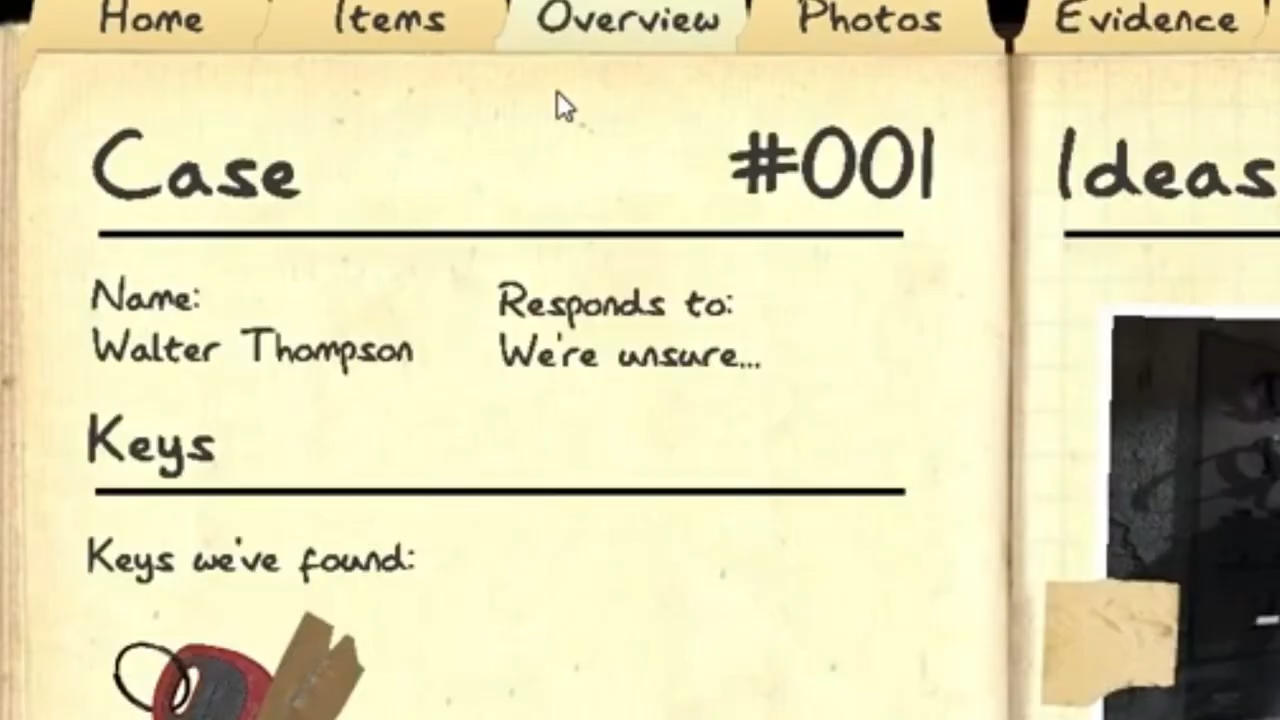 Home Items Overview Photos Evidence
Case #001
Name:
Walter Thompson
Responds to:
We're unsure...
Keys
Keys we've found:
Ideas